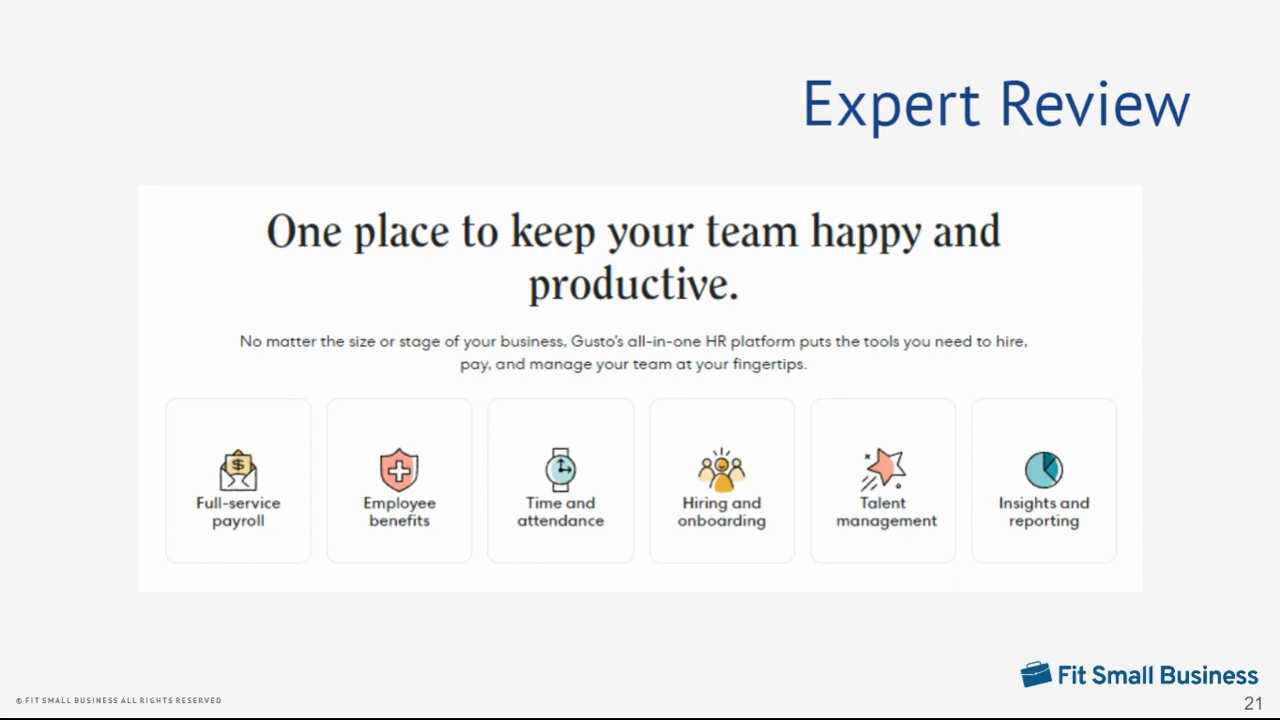 Expert Review
One place to keep your team happy and
productive.
No matter the size or stage of your business, Gusto's all-in-one HR platform puts the tools you need to hire,
pay, and manage your team at your fingertips.
$
Full-service
payroll
Employee
benefits
Time and
attendance
Hiring and
onboarding
Talent
management
Insights and
reporting
Fit Small Business
© FIT SMALL BUSINESS ALL RIGHTS RESERVED
21